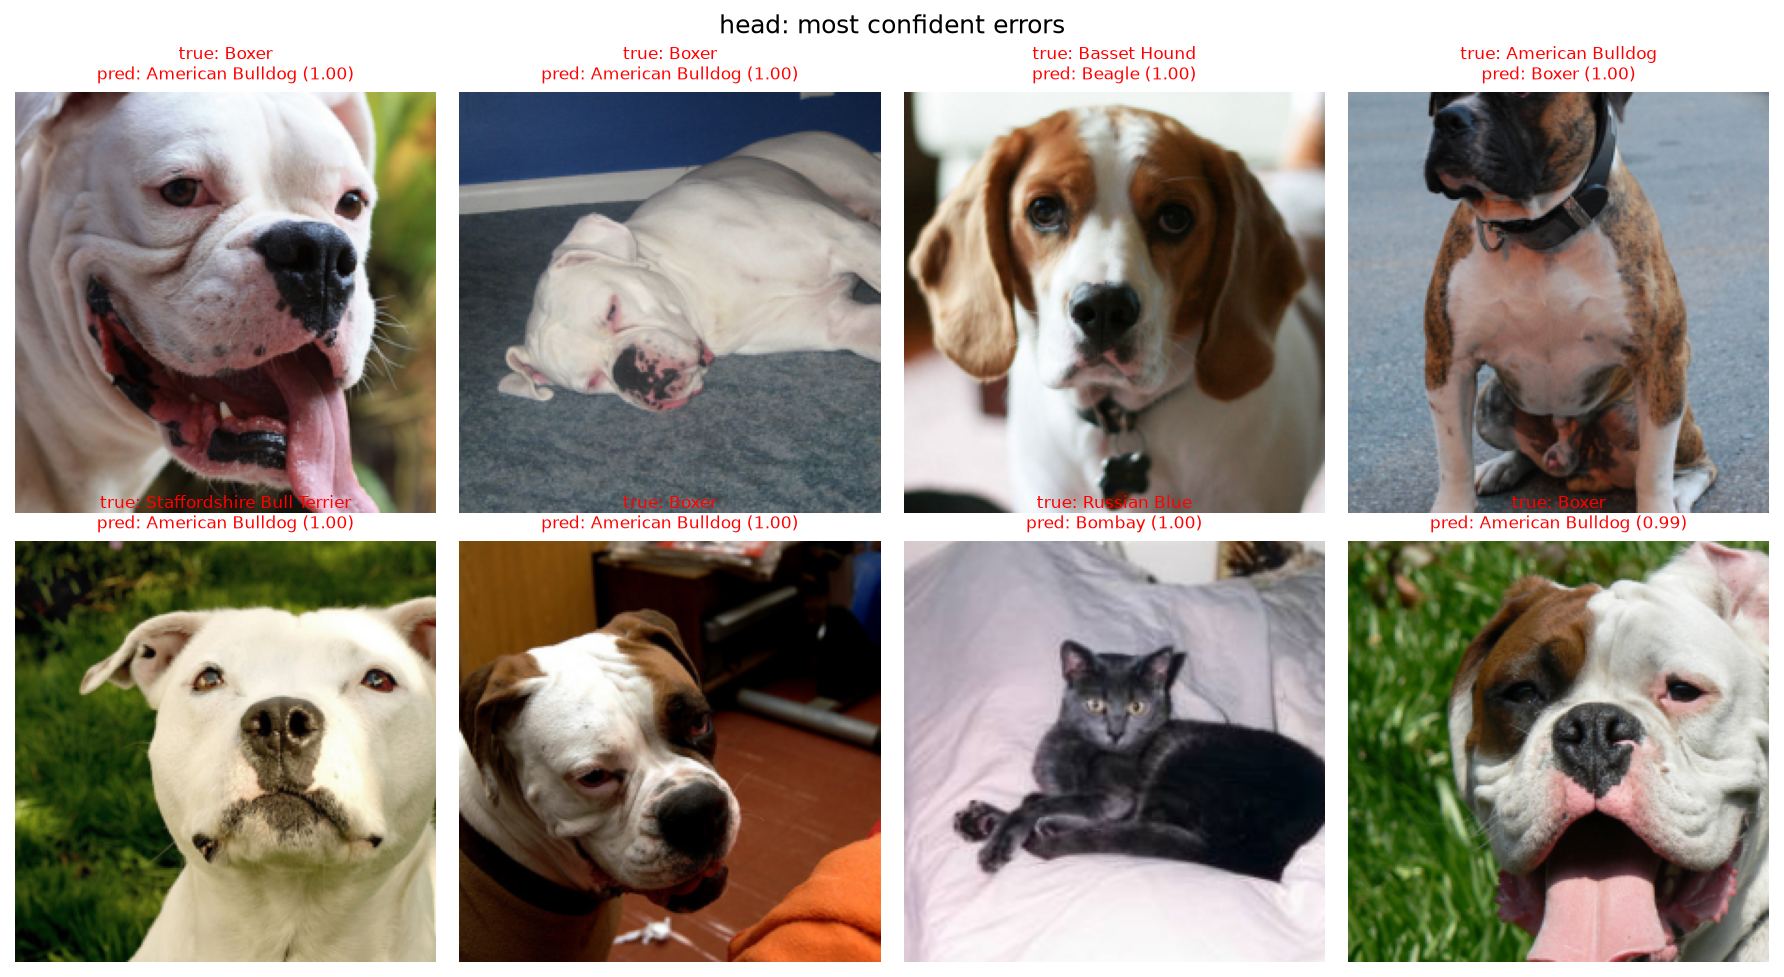 head: most confident errors
true: Boxer
pred: American Bulldog (1.00)
true: Boxer
pred: American Bulldog (1.00)
true: Basset Hound
pred: Beagle (1.00)
true: American Bulldog
pred: Boxer (1.00)
true: Staffordshire Bull Terrier
pred: American Bulldog (1.00)
true: Boxer
pred: American Bulldog (1.00)
true: Russian Blue
pred: Bombay (1.00)
true: Boxer
pred: American Bulldog (0.99)